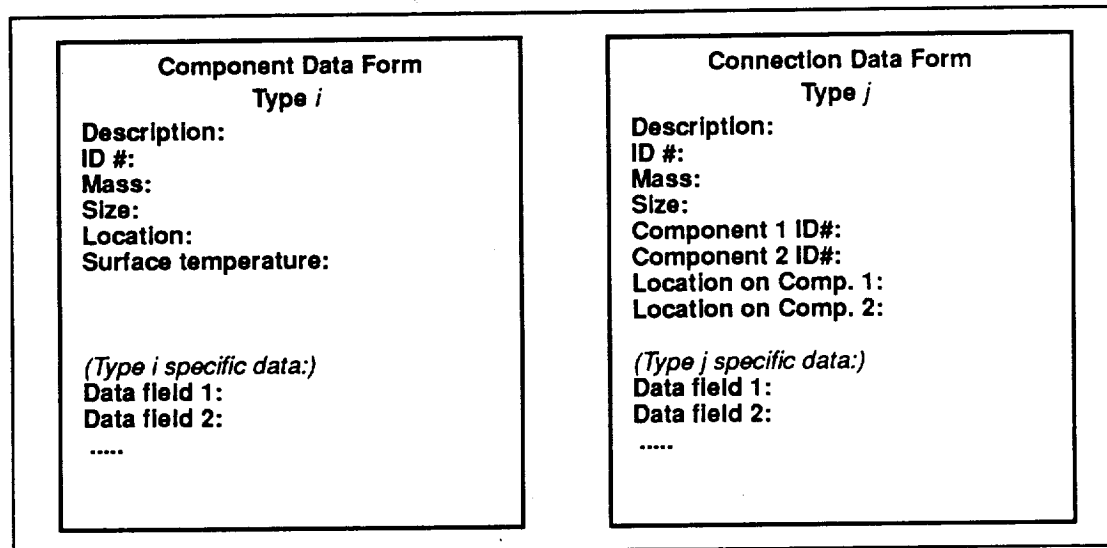 Component Data Form
Type i
Description:
ID #:
Mass:
Size:
Location:
Surface temperature:
(Type i specific data:)
Data field 1:
Data field 2:
.....
Connection Data Form
Type j
Description:
ID #:
Mass:
Size:
Component 1 ID#:
Component 2 ID#:
Location on Comp. 1:
Location on Comp. 2:
(Type j specific data:)
Data field 1:
Data field 2:
.....